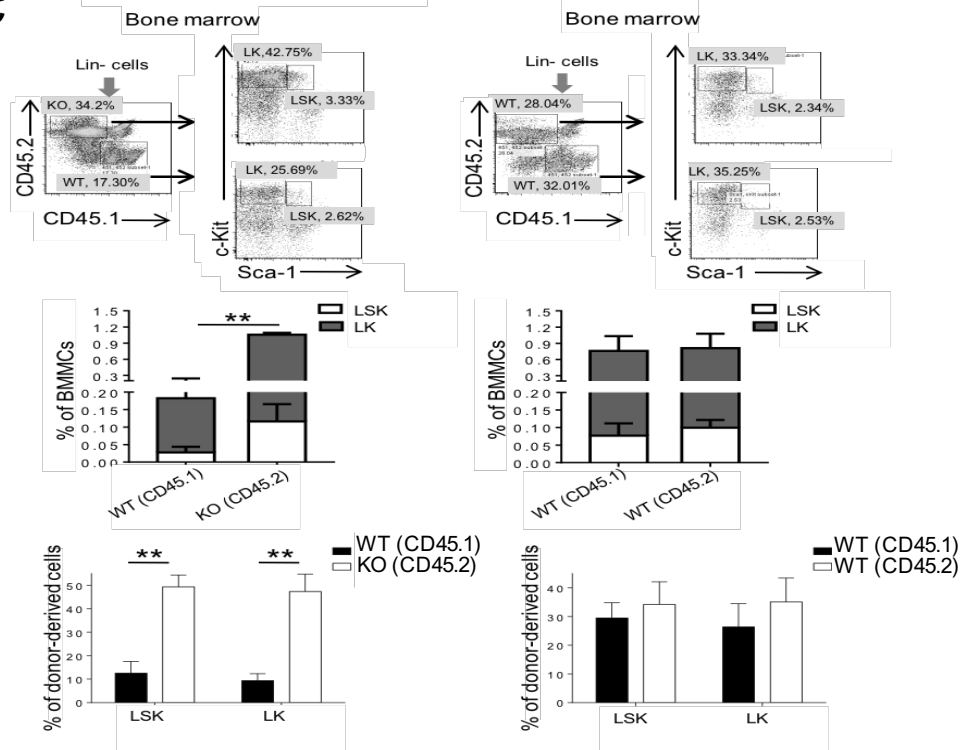 Bone marrow
Lin- cells
KO, 34.2%
WT, 17.30%
CD45.2
CD45.1
LK,42.75%
LSK, 3.33%
LK, 25.69%
LSK, 2.62%
c-Kit
Sca-1
Bone marrow
Lin- cells
WT, 28.04%
WT, 32.01%
CD45.2
CD45.1
LK, 33.34%
LSK, 2.34%
LK, 35.25%
LSK, 2.53%
c-Kit
Sca-1
% of BMMCs
1.5
1.2
0.9
0.6
0.3
0.20
0.15
0.10
0.05
0.00
**
LSK
LK
WT (CD45.1)
KO (CD45.2)
% of BMMCs
1.5
1.2
0.9
0.6
0.3
0.20
0.15
0.10
0.05
0.00
LSK
LK
WT (CD45.1)
WT (CD45.2)
% of donor-derived cells
50
40
30
20
10
0
**
**
LSK
LK
WT (CD45.1)
KO (CD45.2)
% of donor-derived cells
40
30
20
10
0
LSK
LK
WT (CD45.1)
WT (CD45.2)